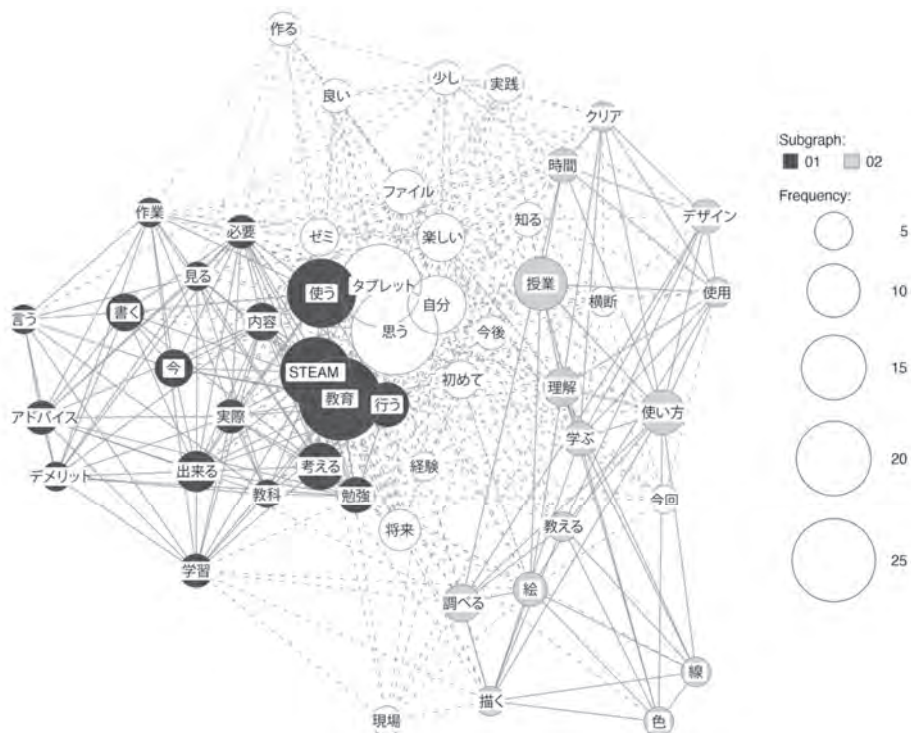 作る
少し
実践
良い
クリア
時間
Subgraph:
01
02
Frequency:
ファイル
作業
知る
デザイン
必要
ゼミ
楽しい
5
見る
タブレット
授業
使う
10
言う
書く
内容
自分
横断
使用
思う
今後
今
STEAM
初めて
15
理解
教育
行う
アドバイス
実際
使い方
学ぶ
20
デメリット
出来る
考える
経験
教科
勉強
今回
将来
教える
25
学習
調べる
絵
線
描く
現場
色